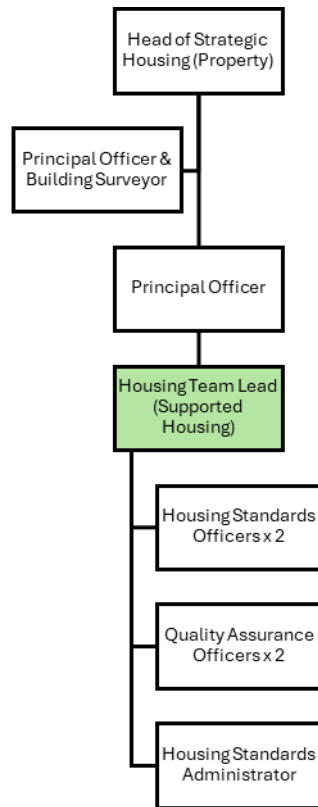 Head of Strategic
Housing (Property)
Principal Officer &
Building Surveyor
Principal Officer
Housing Team Lead
(Supported
Housing)
Housing Standards
Officers x 2
Quality Assurance
Officers x 2
Housing Standards
Administrator